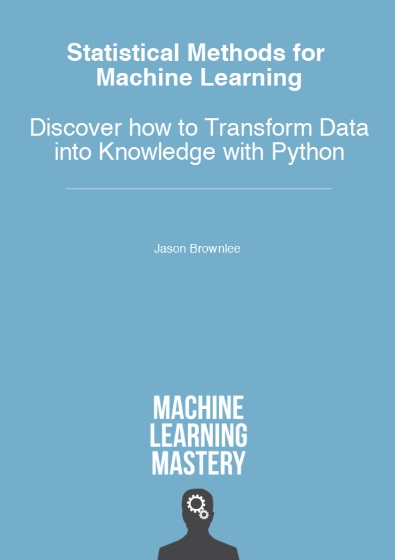 Statistical Methods for
Machine Learning
Discover how to Transform Data
into Knowledge with Python
Jason Brownlee
MACHINE
LEARNING
MASTERY